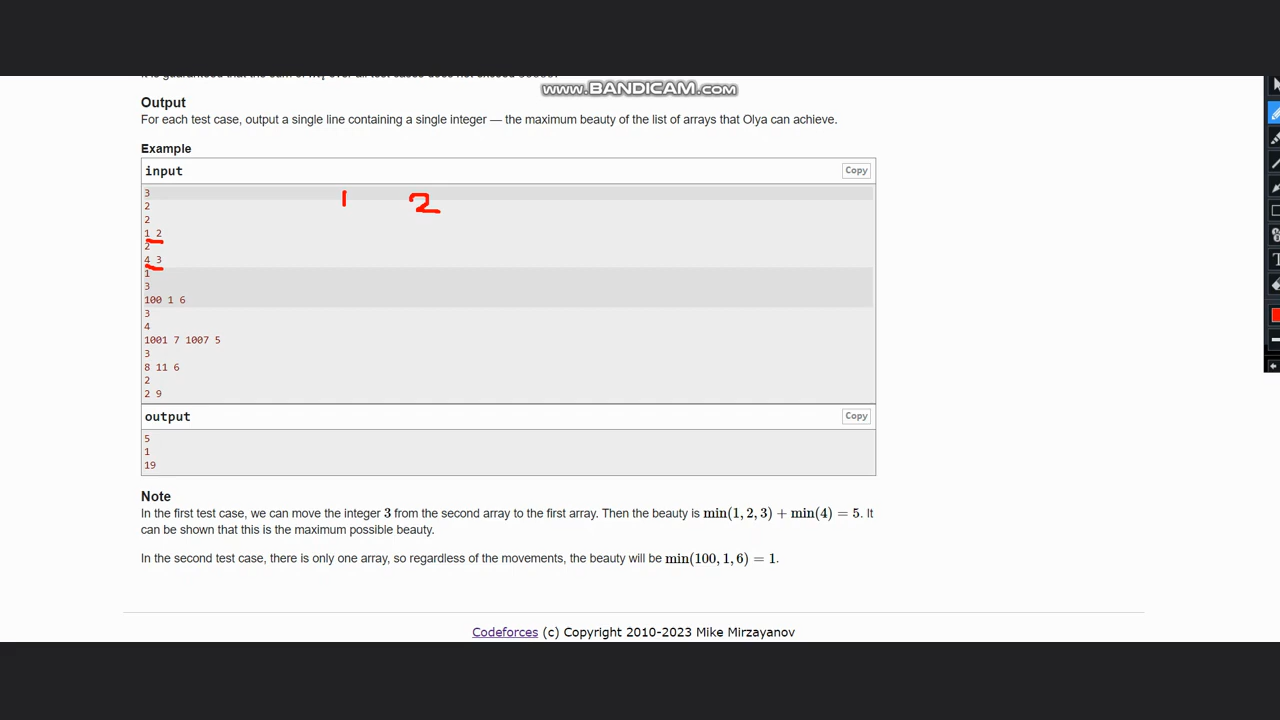 www.BANDICAM.com
Output
For each test case, output a single line containing a single integer — the maximum beauty of the list of arrays that Olya can achieve.
Example
input
Copy
3
2
2
1 2
2
4 3
1
3
100 1 6
3
4
1001 7 1007 5
3
8 11 6
2
2 9
1 2
output
Copy
5
1
19
Note
In the first test case, we can move the integer 3 from the second array to the first array. Then the beauty is min(1, 2, 3) + min(4) = 5. It
can be shown that this is the maximum possible beauty.
In the second test case, there is only one array, so regardless of the movements, the beauty will be min(100, 1, 6) = 1.
Codeforces (c) Copyright 2010-2023 Mike Mirzayanov